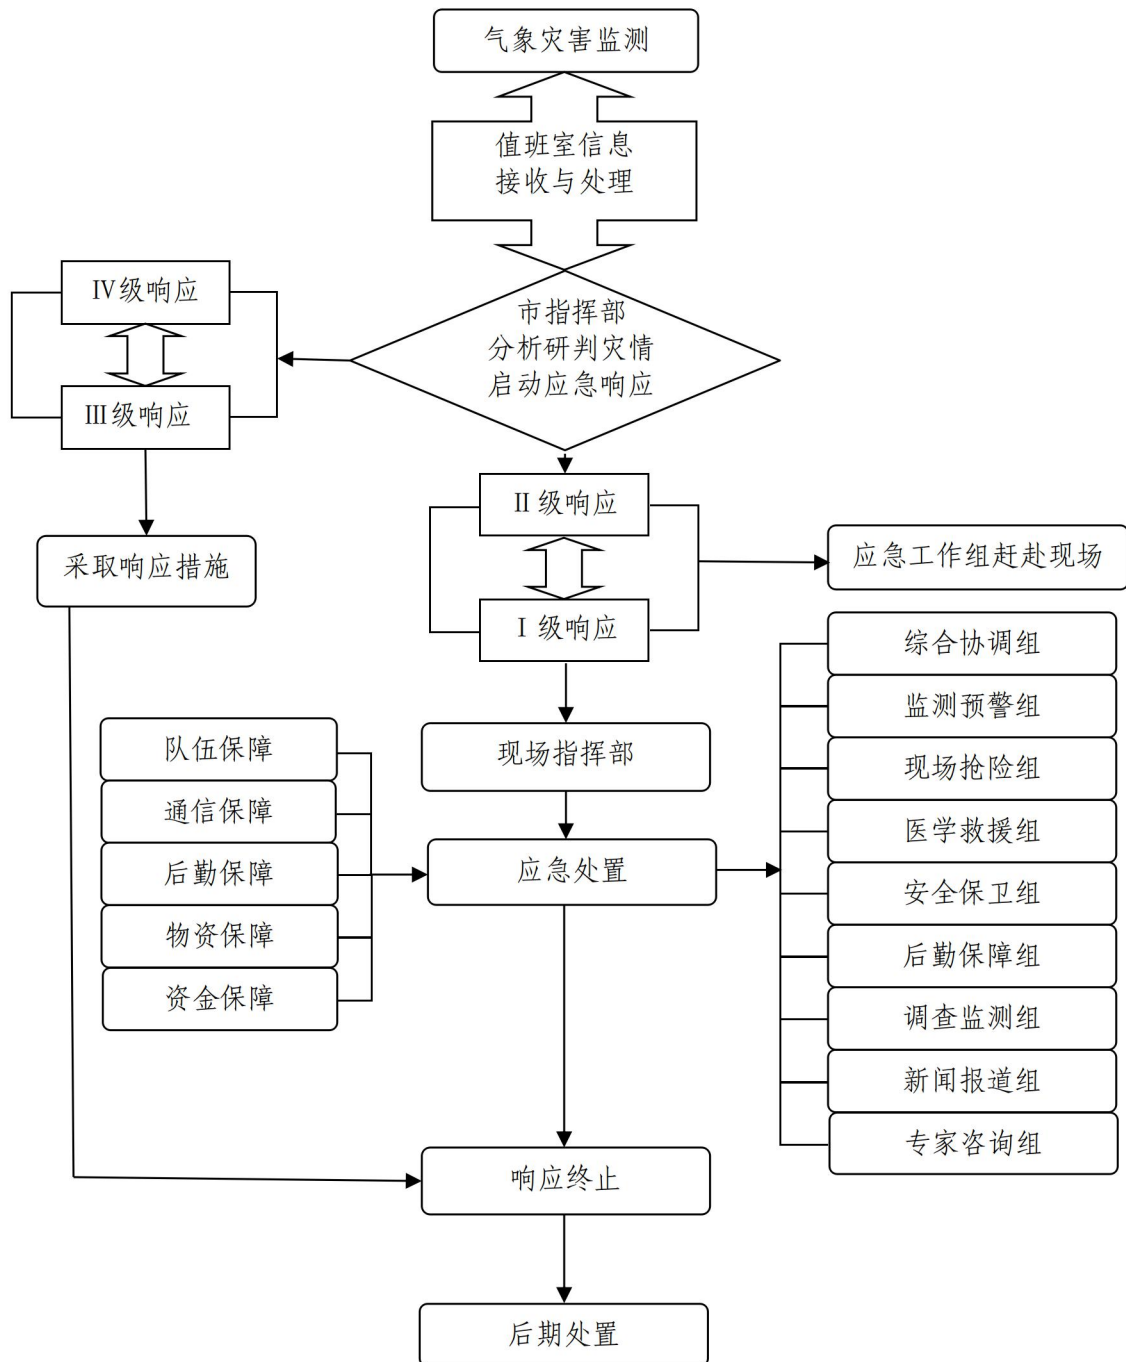 气象灾害监测
值班室信息
接收与处理
市指挥部
分析研判灾情
启动应急响应
Ⅳ级响应
Ⅲ级响应
采取响应措施
Ⅱ级响应
Ⅰ级响应
应急工作组赶赴现场
现场指挥部
应急处置
队伍保障
通信保障
后勤保障
物资保障
资金保障
综合协调组
监测预警组
现场抢险组
医学救援组
安全保卫组
后勤保障组
调查监测组
新闻报道组
专家咨询组
响应终止
后期处置